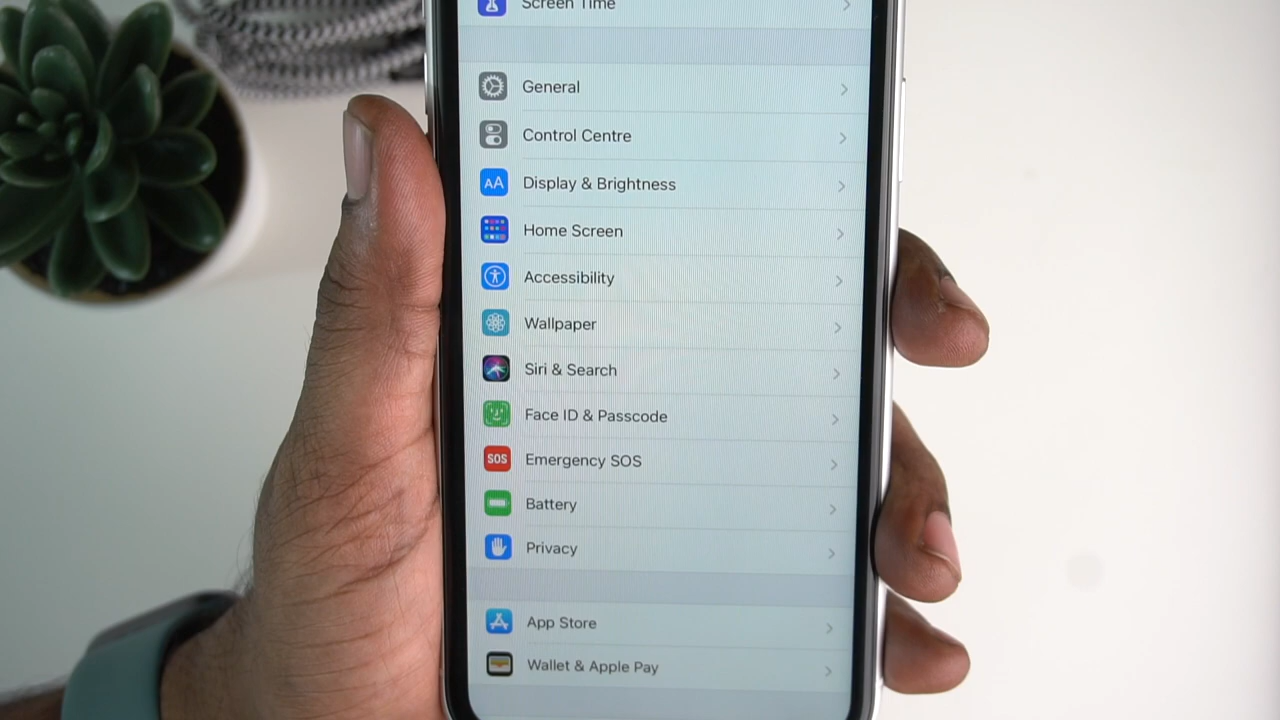 Screen Time
General
Control Centre
AA Display & Brightness
Home Screen
Accessibility
Wallpaper
Siri & Search
Face ID & Passcode
SOS Emergency SOS
Battery
Privacy
App Store
Wallet & Apple Pay